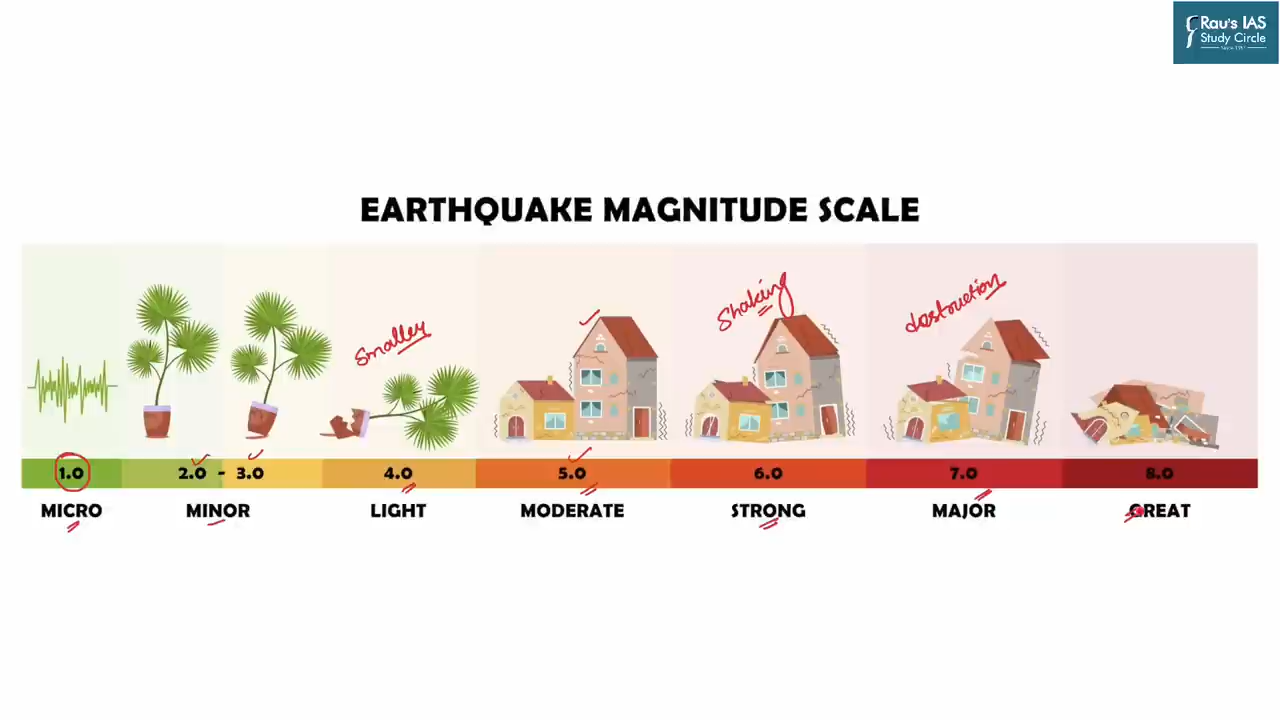 Rau's IAS
Study Circle
EARTHQUAKE MAGNITUDE SCALE
Smaller
Shaking
destruction
1.0 2.0 - 3.0 4.0 5.0 6.0 7.0 8.0
MICRO MINOR LIGHT MODERATE STRONG MAJOR GREAT